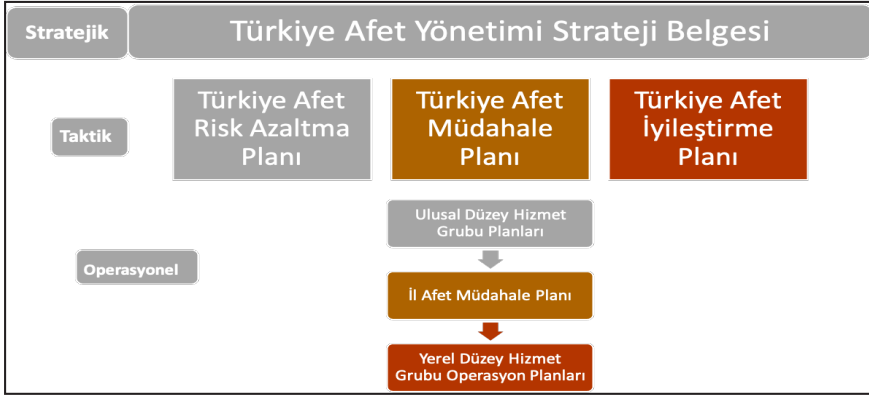 Stratejik
Türkiye Afet Yönetimi Strateji Belgesi
Taktik
Türkiye Afet
Risk Azaltma
Planı
Türkiye Afet
Müdahale
Planı
Türkiye Afet
İyileştirme
Planı
Operasyonel
Ulusal Düzey Hizmet
Grubu Planları
İl Afet Müdahale Planı
Yerel Düzey Hizmet
Grubu Operasyon Planları